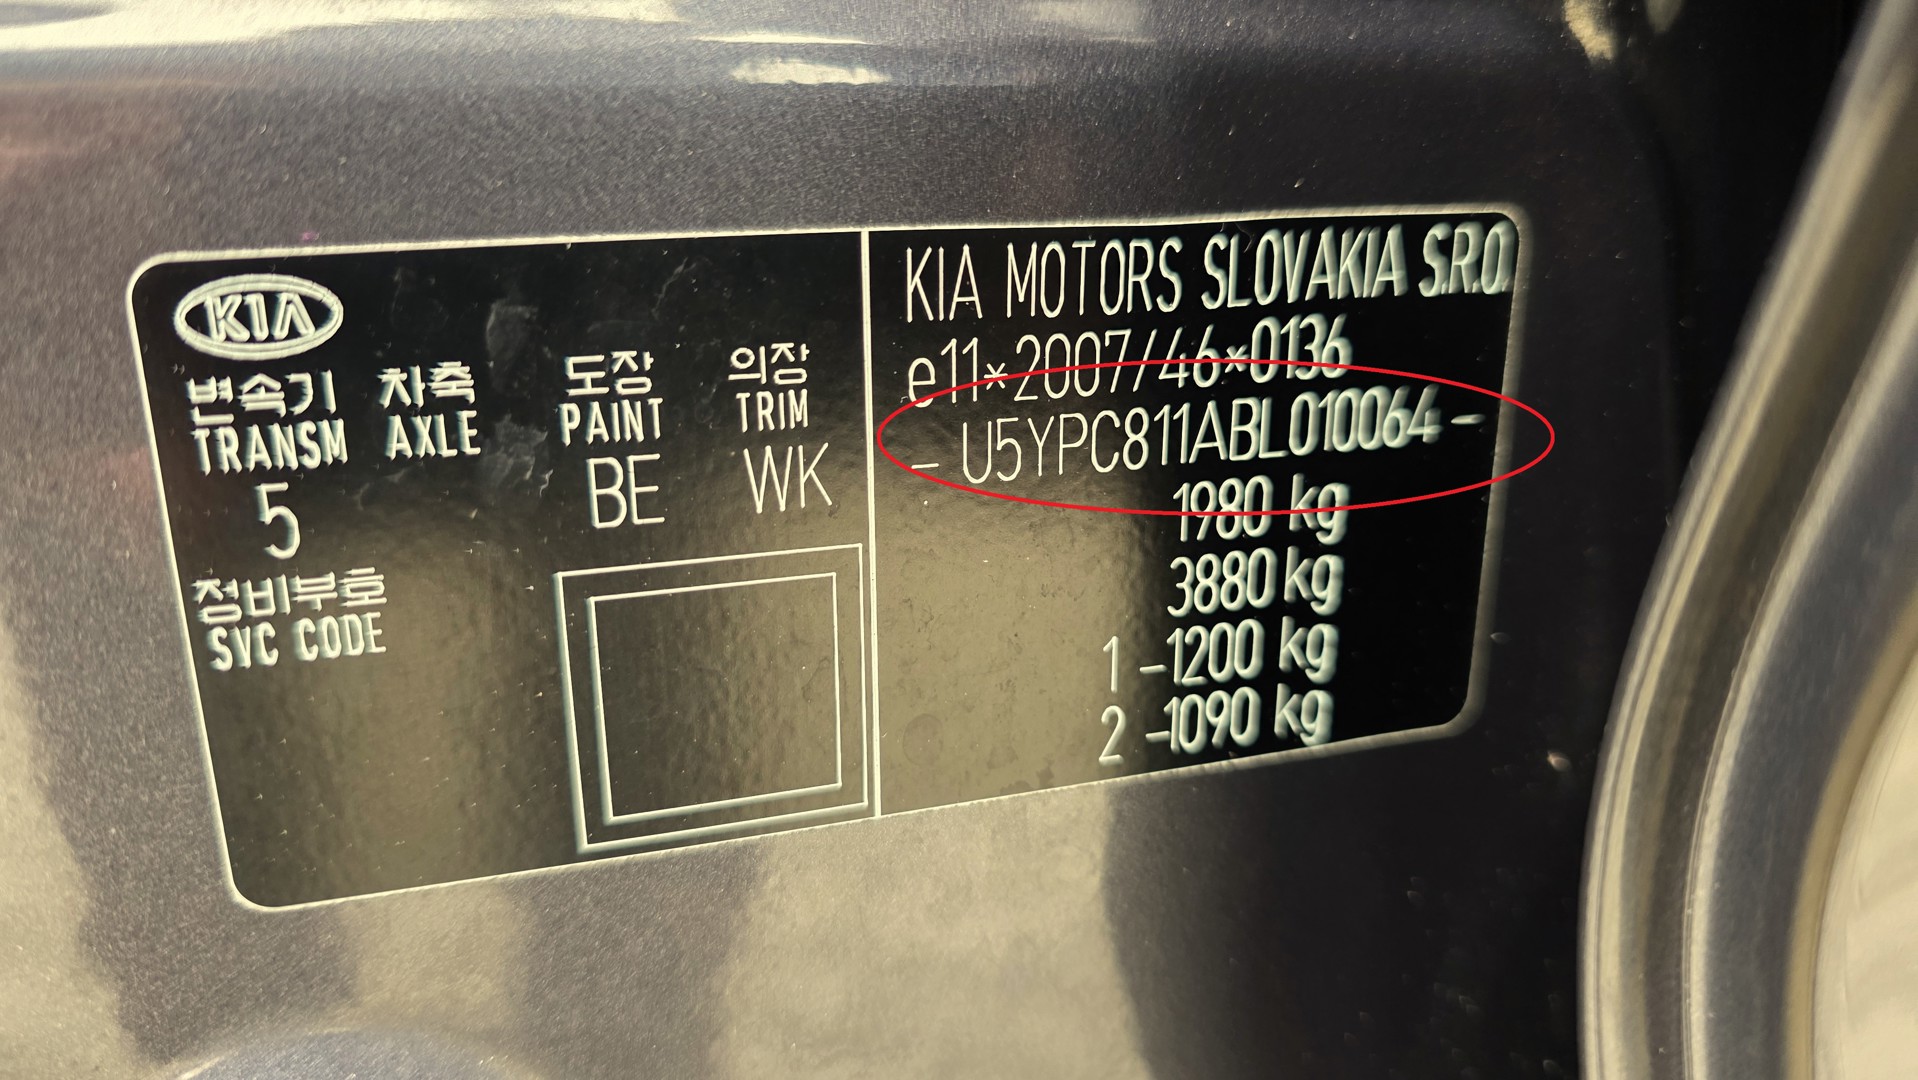 KIA
변속기 차축 도장 의장
TRANSM AXLE PAINT TRIM
5 BE WK
정비부호
SVC CODE
KIA MOTORS SLOVAKIA S.R.O.
e11*2007/46*0136
- U5YPC811ABL010064 -
1980 kg
3880 kg
1 -1200 kg
2 -1090 kg